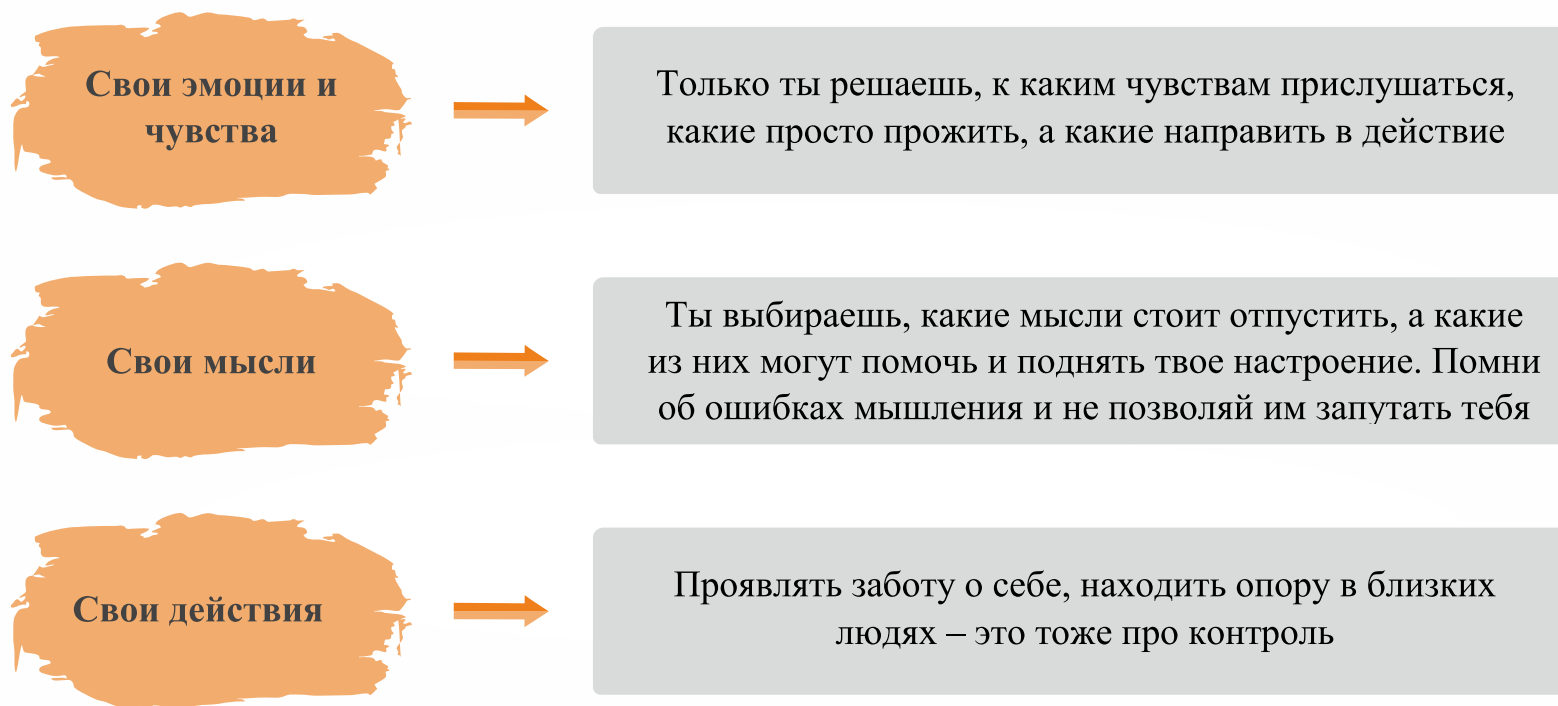 Свои эмоции и
чувства
Только ты решаешь, к каким чувствам прислушаться,
какие просто прожить, а какие направить в действие
Свои мысли
Ты выбираешь, какие мысли стоит отпустить, а какие
из них могут помочь и поднять твое настроение. Помни
об ошибках мышления и не позволяй им запутать тебя
Свои действия
Проявлять заботу о себе, находить опору в близких
людях – это тоже про контроль